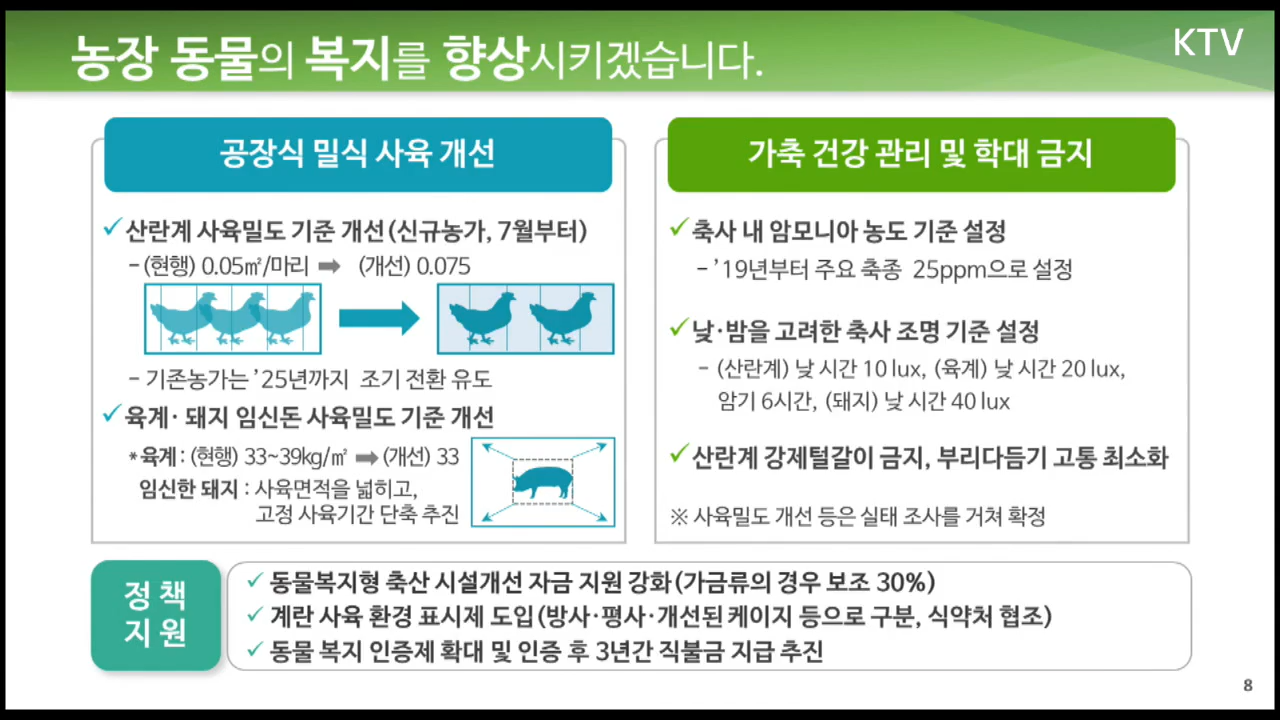 농장 동물의 복지를 향상시키겠습니다.
KTV
공장식 밀식 사육 개선
✓ 산란계 사육밀도 기준 개선(신규농가, 7월부터)
- (현행) 0.05㎡/마리 ➡ (개선) 0.075
- 기존농가는 ’25년까지 조기 전환 유도
✓ 육계· 돼지 임신돈 사육밀도 기준 개선
* 육계 : (현행) 33~39kg/㎡ ➡ (개선) 33
임신한 돼지 : 사육면적을 넓히고,
고정 사육기간 단축 추진
가축 건강 관리 및 학대 금지
✓ 축사 내 암모니아 농도 기준 설정
- ’19년부터 주요 축종 25ppm으로 설정
✓ 낮·밤을 고려한 축사 조명 기준 설정
- (산란계) 낮 시간 10 lux, (육계) 낮 시간 20 lux,
암기 6시간, (돼지) 낮 시간 40 lux
✓ 산란계 강제털갈이 금지, 부리다듬기 고통 최소화
※ 사육밀도 개선 등은 실태 조사를 거쳐 확정
정 책
지 원
✓ 동물복지형 축산 시설개선 자금 지원 강화(가금류의 경우 보조 30%)
✓ 계란 사육 환경 표시제 도입(방사·평사·개선된 케이지 등으로 구분, 식약처 협조)
✓ 동물 복지 인증제 확대 및 인증 후 3년간 직불금 지급 추진
8